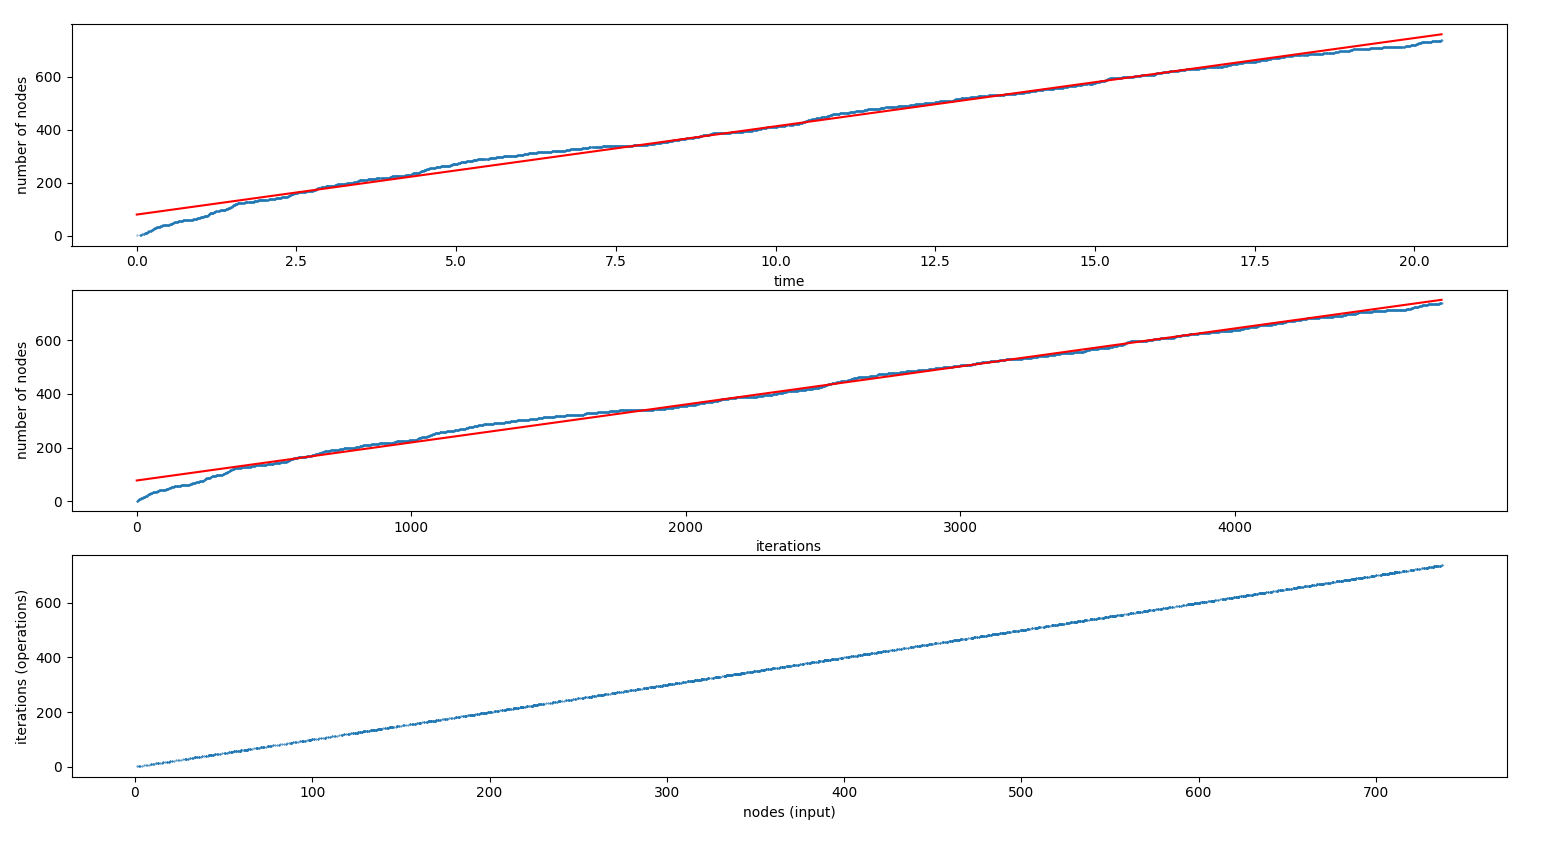 number of nodes
600
400
200
0
0.0 2.5 5.0 7.5 10.0 12.5 15.0 17.5 20.0
time
number of nodes
600
400
200
0
0 1000 2000 3000 4000
iterations
iterations (operations)
600
400
200
0
0 100 200 300 400 500 600 700
nodes (input)